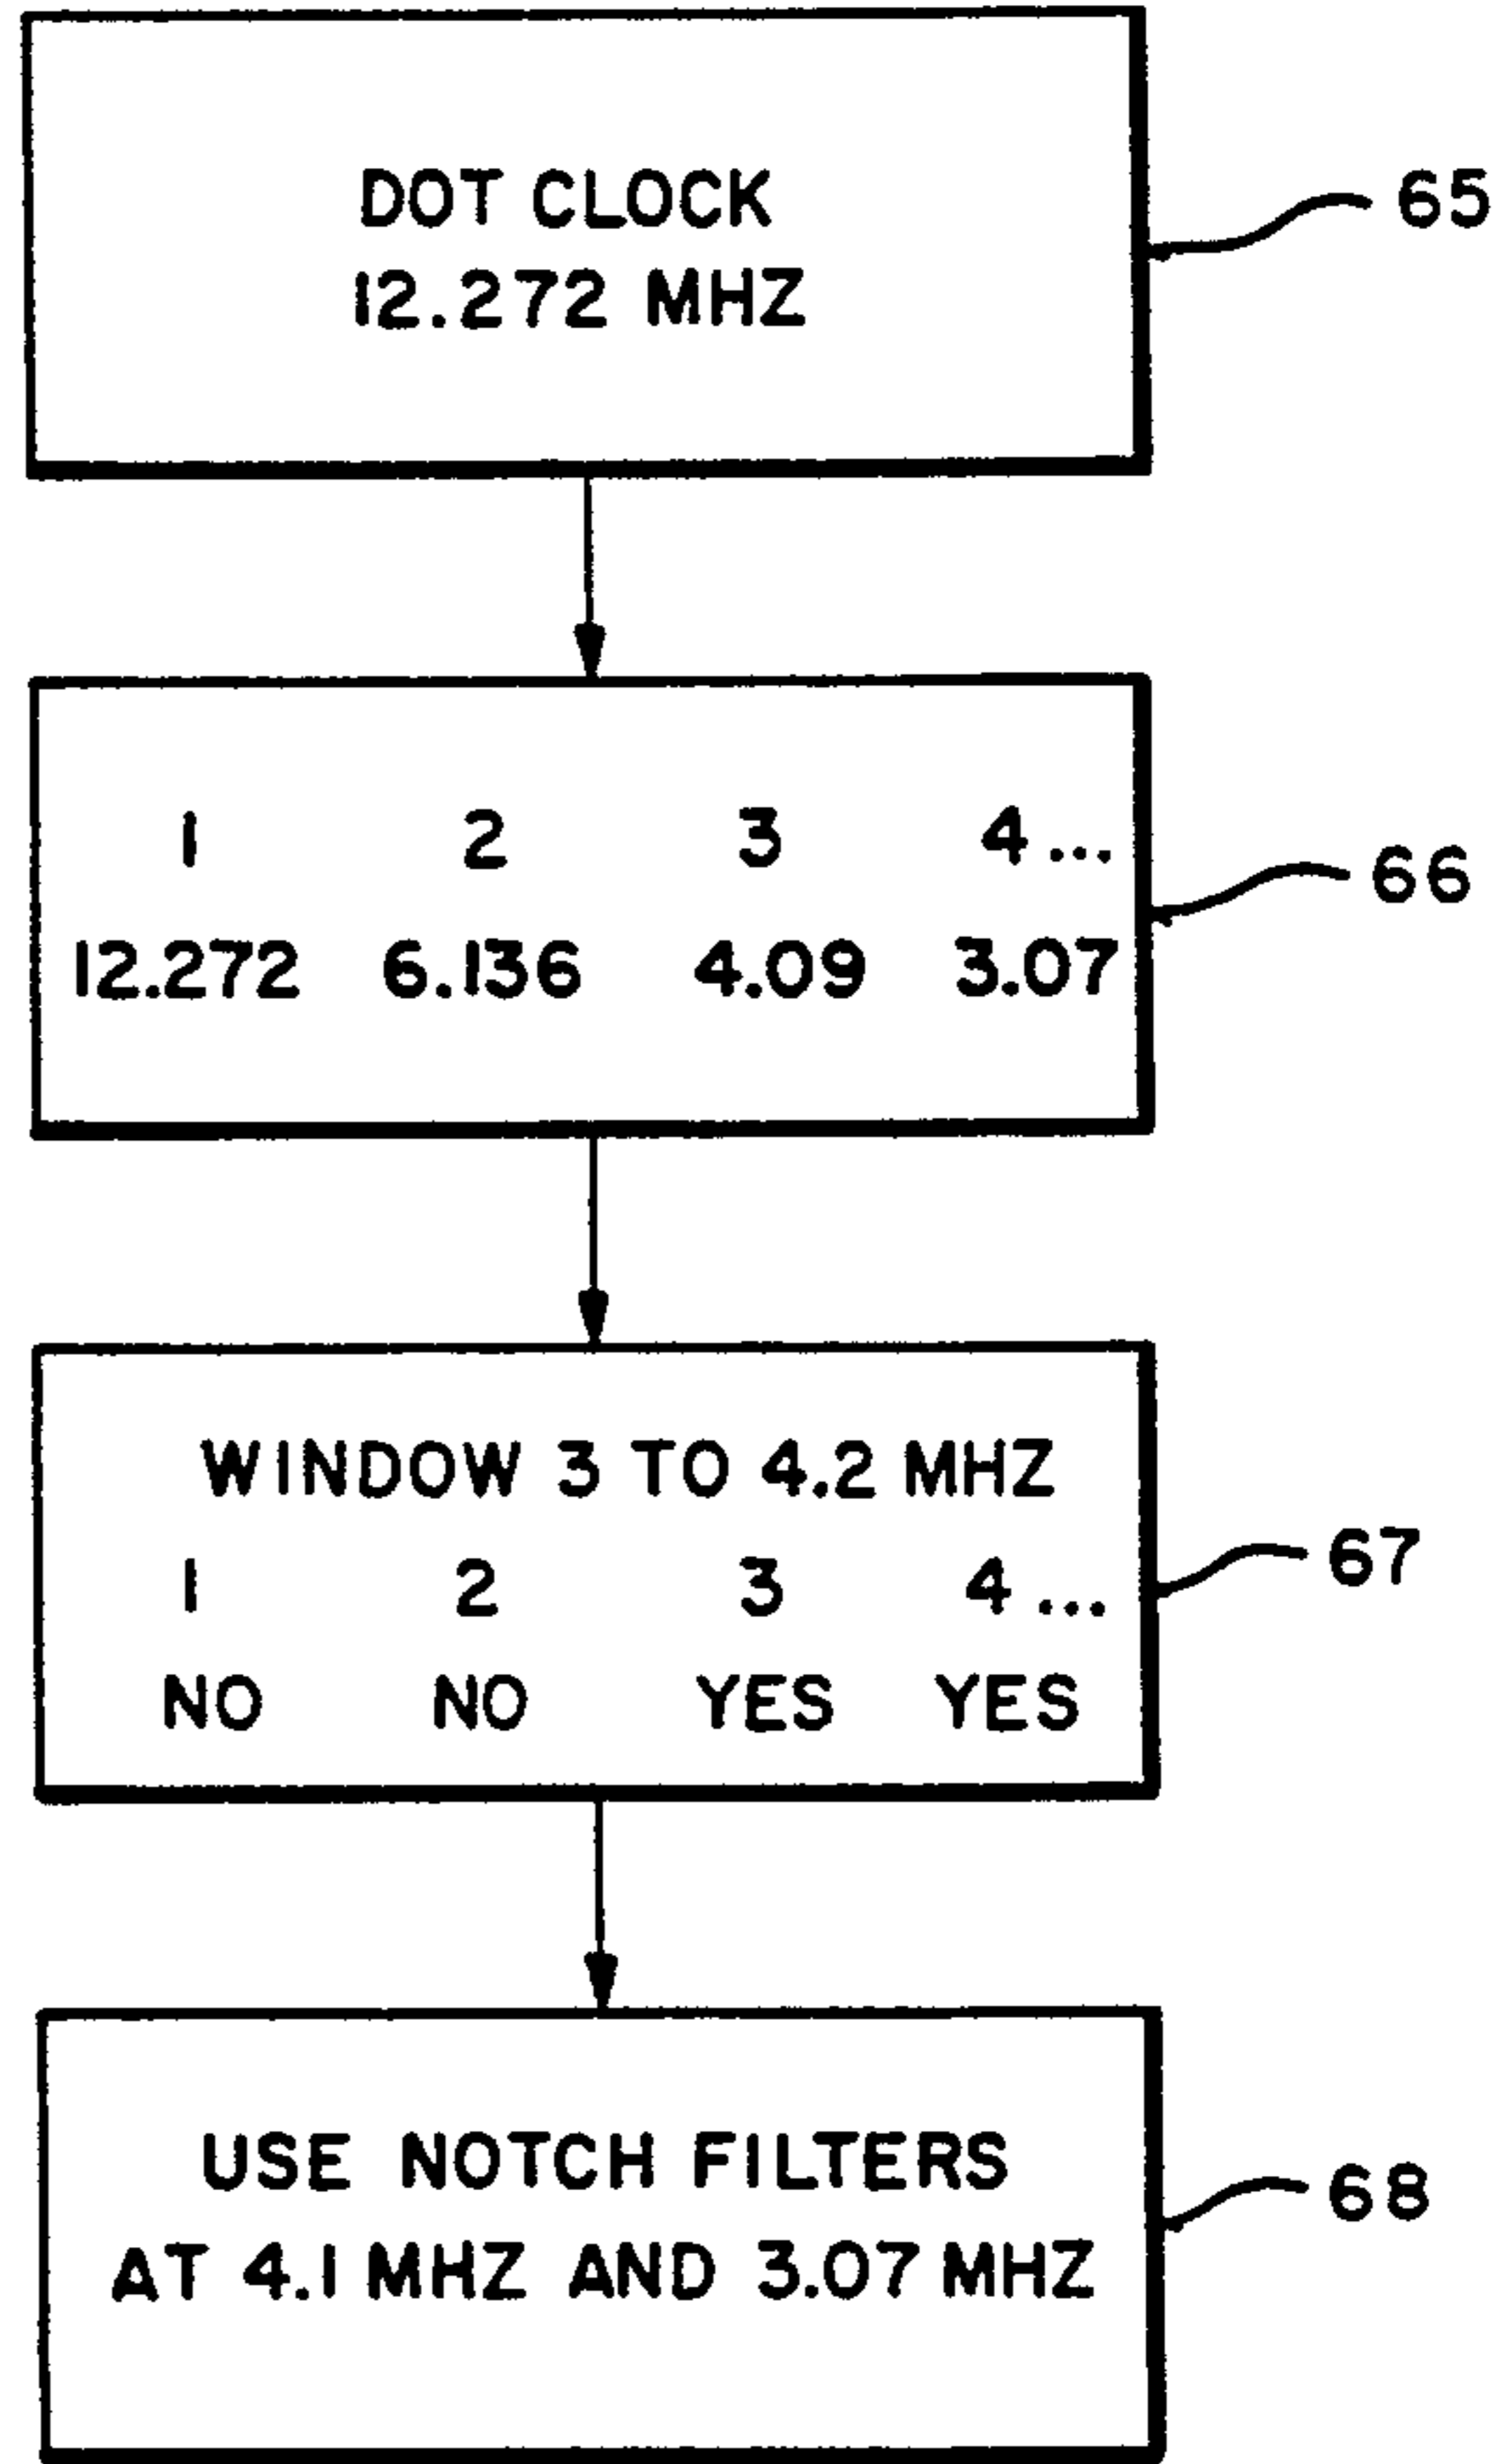 DOT CLOCK
12.272 MHZ
65
1 2 3 4...
12.272 6.136 4.09 3.07
66
WINDOW 3 TO 4.2 MHZ
1 2 3 4...
NO NO YES YES
67
USE NOTCH FILTERS
AT 4.1 MHZ AND 3.07 MHZ
68